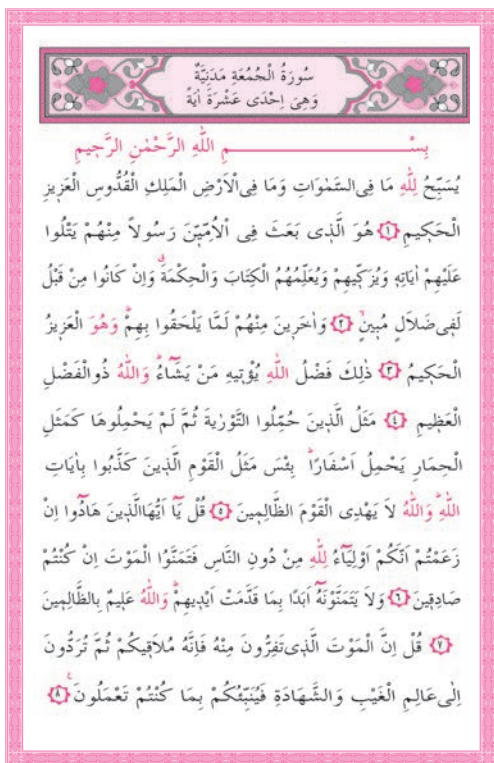 سُورَةُ الْجُمُعَةِ مَدَنِيَّةٌ
وَهِىَ اِحْدٰى عَشْرَةَ اٰيَةً
بِسْمِ اللّٰهِ الرَّحْمٰنِ الرَّحِيمِ
يُسَبِّحُ لِلّٰهِ مَا فِى السَّمٰوَاتِ وَمَا فِى الْاَرْضِ الْمَلِكِ الْقُدُّوسِ الْعَزِيزِ
الْحَكِيمِ ﴿١﴾ هُوَ الَّذِى بَعَثَ فِى الْاُمِّيّٖنَ رَسُولاً مِنْهُمْ يَتْلُوا
عَلَيْهِمْ اٰيَاتِهٖ وَيُزَكّٖيهِمْ وَيُعَلِّمُهُمُ الْكِتَابَ وَالْحِكْمَةَۗ وَاِنْ كَانُوا مِنْ قَبْلُ
لَفٖى ضَلَالٍ مُبٖينٍۙ ﴿٢﴾ وَاٰخَرٖينَ مِنْهُمْ لَمَّا يَلْحَقُوا بِهِمْۜ وَهُوَ الْعَزٖيزُ
الْحَكٖيمُ ﴿٣﴾ ذٰلِكَ فَضْلُ اللّٰهِ يُؤْتٖيهِ مَنْ يَشَٓاءُۜ وَاللّٰهُ ذُوالْفَضْلِ
الْعَظٖيمِ ﴿٤﴾ مَثَلُ الَّذٖينَ حُمِّلُوا التَّوْرٰيةَ ثُمَّ لَمْ يَحْمِلُوهَا كَمَثَلِ
الْحِمَارِ يَحْمِلُ اَسْفَارًاۜ بِئْسَ مَثَلُ الْقَوْمِ الَّذٖينَ كَذَّبُوا بِاٰيَاتِ
اللّٰهِۜ وَاللّٰهُ لَا يَهْدِى الْقَوْمَ الظَّالِمٖينَ ﴿٥﴾ قُلْ يَٓا اَيُّهَاالَّذٖينَ هَادُٓوا اِنْ
زَعَمْتُمْ اَنَّكُمْ اَوْلِيَٓاءُ لِلّٰهِ مِنْ دُونِ النَّاسِ فَتَمَنَّوُا الْمَوْتَ اِنْ كُنْتُمْ
صَادِقٖينَ ﴿٦﴾ وَلَا يَتَمَنَّوْنَهُٓ اَبَدًا بِمَا قَدَّمَتْ اَيْدٖيهِمْۜ وَاللّٰهُ عَلٖيمٌ بِالظَّالِمٖينَ
﴿٧﴾ قُلْ اِنَّ الْمَوْتَ الَّذٖى تَفِرُّونَ مِنْهُ فَاِنَّهُ مُلَاقٖيكُمْ ثُمَّ تُرَدُّونَ
اِلٰى عَالِمِ الْغَيْبِ وَالشَّهَادَةِ فَيُنَبِّئُكُمْ بِمَا كُنْتُمْ تَعْمَلُونَۙ ﴿٨﴾